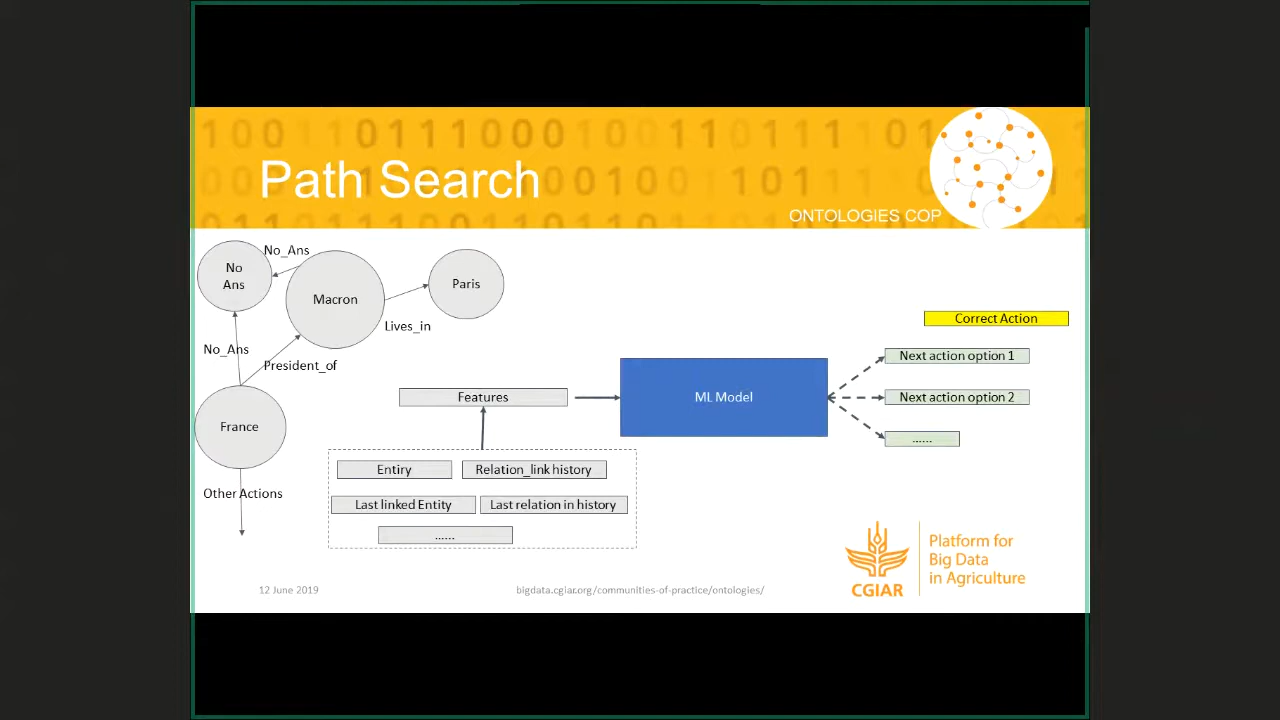 Path Search
ONTOLOGIES COP
No_Ans
No
Ans
Macron
Paris
Lives_in
No_Ans
President_of
France
Other Actions
Correct Action
Next action option 1
Features
ML Model
Next action option 2
......
Entiry
Relation_link history
Last linked Entity
Last relation in history
......
Platform for
Big Data
in Agriculture
CGIAR
12 June 2019
bigdata.cgiar.org/communities-of-practice/ontologies/